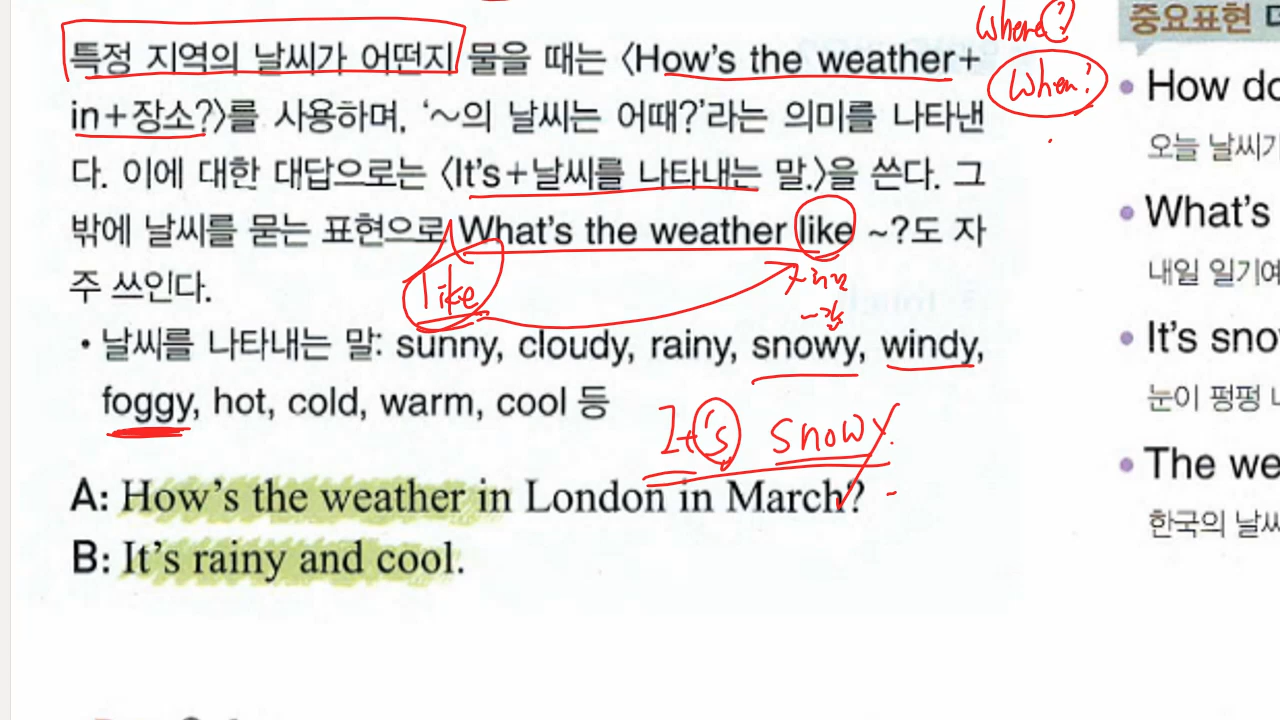 특정 지역의 날씨가 어떤지 물을 때는 〈How's the weather+
in+장소?〉를 사용하며, '~의 날씨는 어때?'라는 의미를 나타낸
다. 이에 대한 대답으로는 〈It's+날씨를 나타내는 말.〉을 쓴다. 그
밖에 날씨를 묻는 표현으로 What's the weather like ~?도 자
주 쓰인다.
like
• 날씨를 나타내는 말: sunny, cloudy, rainy, snowy, windy,
foggy, hot, cold, warm, cool 등
It's snowy.
A: How's the weather in London in March?
B: It's rainy and cool.
where?
when?
중요표현
• How do
오늘 날씨가
• What's
내일 일기예
• It's sno
눈이 펑펑
• The we
한국의 날씨